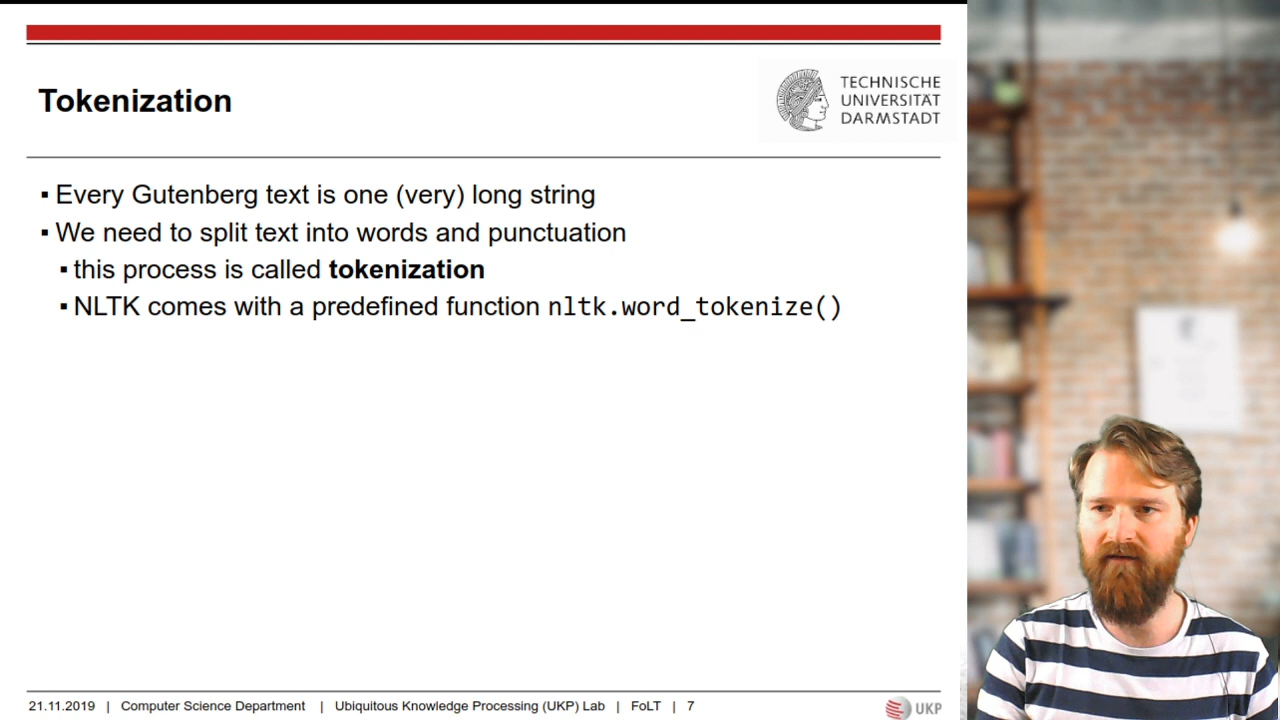 Tokenization
TECHNISCHE
UNIVERSITÄT
DARMSTADT
▪ Every Gutenberg text is one (very) long string
▪ We need to split text into words and punctuation
▪ this process is called tokenization
▪ NLTK comes with a predefined function nltk.word_tokenize()
21.11.2019 | Computer Science Department | Ubiquitous Knowledge Processing (UKP) Lab | FoLT | 7
UKP